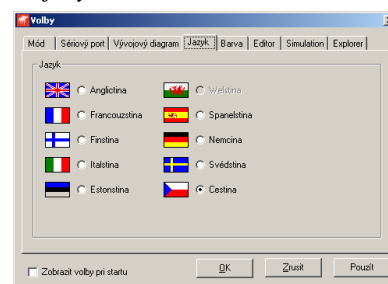 Volby
Mód Sériový port Vývojový diagram Jazyk Barva Editor Simulation Explorer
Jazyk
Anglictina Welstina
Francouzstina Spanelstina
Finstina Nemcina
Italstina Svédstina
Estonstina Cestina
Zobrazit volby pri startu OK Zrusit Pouzít